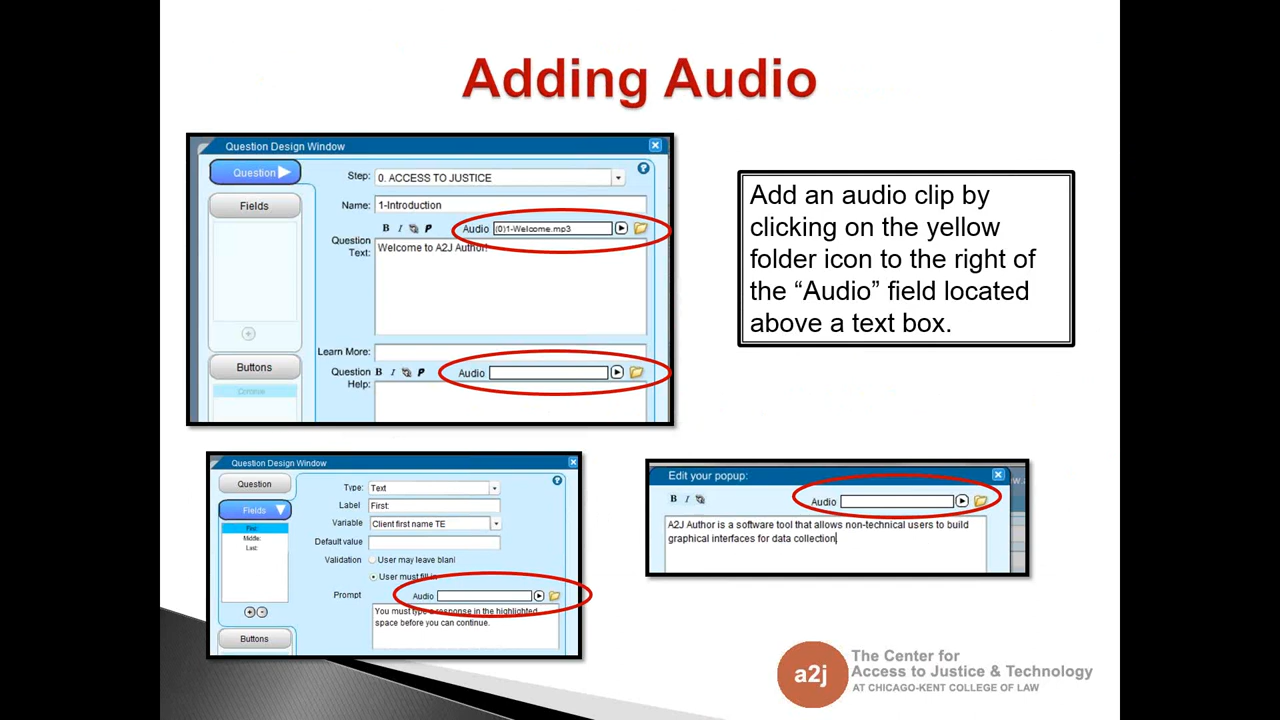 Adding Audio
Question Design Window
Question
Step: 0. ACCESS TO JUSTICE
Fields
Name: 1-Introduction
B I P Audio (0)1-Welcome.mp3
Question Text: Welcome to A2J Author!
Learn More:
Buttons
Question Help: B I P Audio
Continue
Add an audio clip by
clicking on the yellow
folder icon to the right of
the “Audio” field located
above a text box.
Question Design Window
Question
Type: Text
Fields
Label First:
First:
Middle:
Last:
Variable Client first name TE
Default value
Validation User may leave blanl
User must fill in
Prompt Audio
You must type a response in the highlighted
space before you can continue.
Buttons
Edit your popup:
B I Audio
A2J Author is a software tool that allows non-technical users to build
graphical interfaces for data collection
a2j
The Center for
Access to Justice & Technology
AT CHICAGO-KENT COLLEGE OF LAW